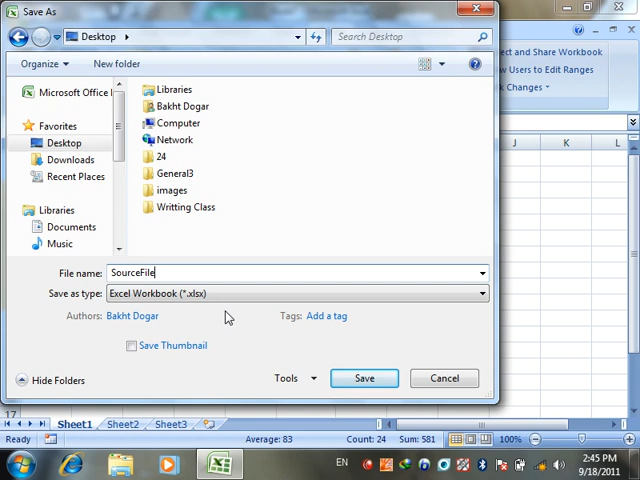 Save As
Desktop
Search Desktop
Organize
New folder
Microsoft Office I
Favorites
Desktop
Downloads
Recent Places
Libraries
Documents
Music
Libraries
Bakht Dogar
Computer
Network
24
General3
images
Writting Class
File name: SourceFile
Save as type: Excel Workbook (*.xlsx)
Authors: Bakht Dogar
Tags: Add a tag
Save Thumbnail
Hide Folders
Tools
Save
Cancel
ect and Share Workbook
w Users to Edit Ranges
k Changes
J K L
17
Sheet1 Sheet2 Sheet3
Ready
Average: 83 Count: 24 Sum: 581
100%
EN
2:45 PM
9/18/2011